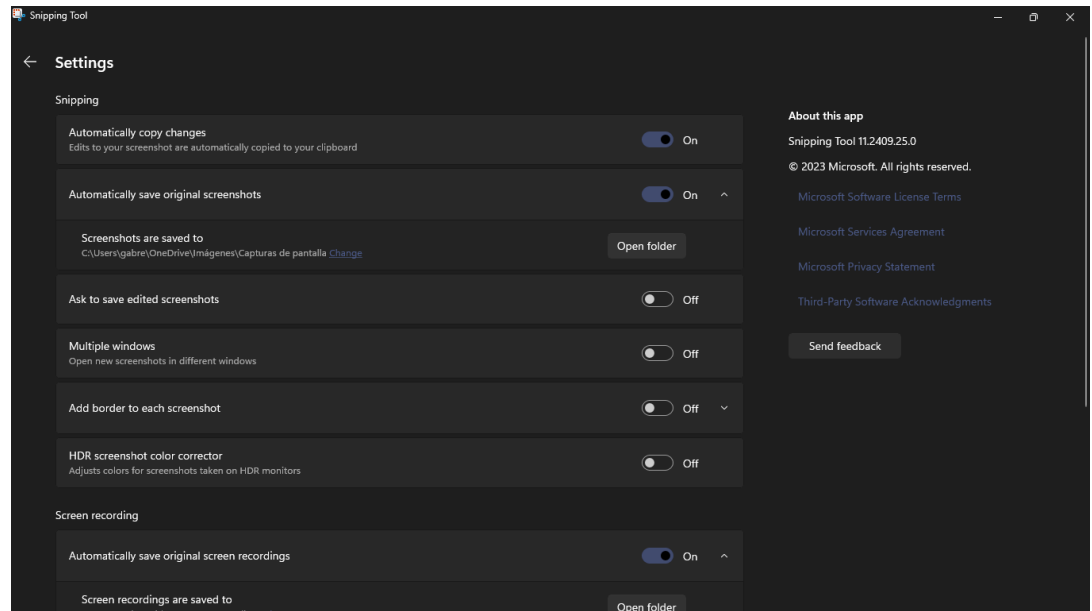 Snipping Tool
Settings
Snipping
Automatically copy changes
Edits to your screenshot are automatically copied to your clipboard
On
Automatically save original screenshots
On
Screenshots are saved to
C:\Users\gabre\OneDrive\Imágenes\Capturas de pantalla Change
Open folder
Ask to save edited screenshots
Off
Multiple windows
Open new screenshots in different windows
Off
Add border to each screenshot
Off
HDR screenshot color corrector
Adjusts colors for screenshots taken on HDR monitors
Off
Screen recording
Automatically save original screen recordings
On
Screen recordings are saved to
Open folder
About this app
Snipping Tool 11.2409.25.0
© 2023 Microsoft. All rights reserved.
Microsoft Software License Terms
Microsoft Services Agreement
Microsoft Privacy Statement
Third-Party Software Acknowledgments
Send feedback